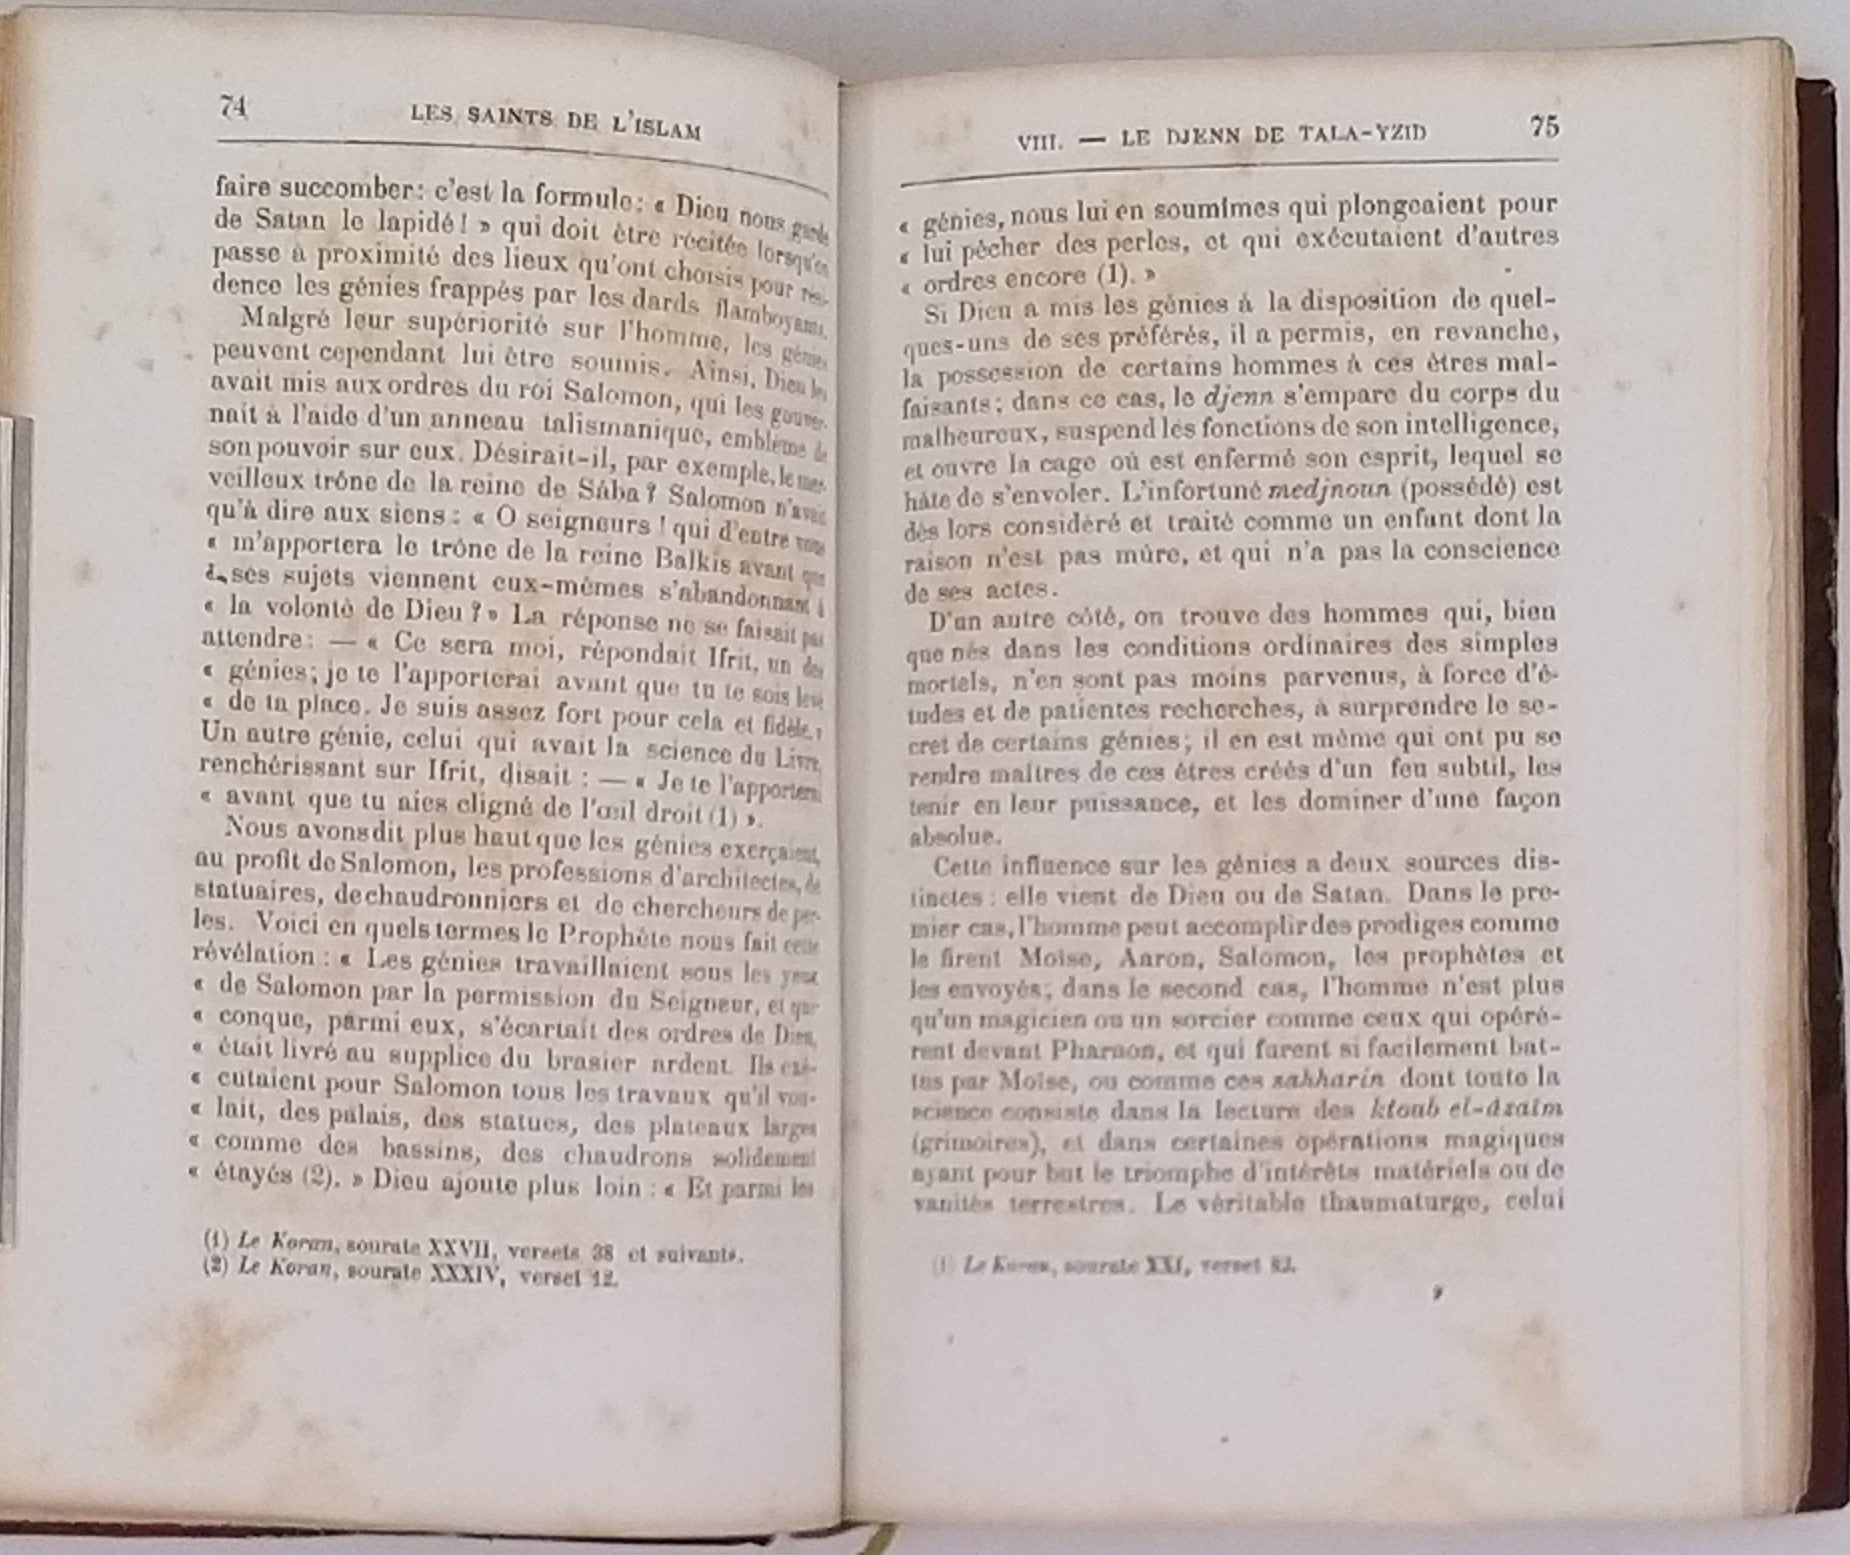 74 LES SAINTS DE L'ISLAM
faire succomber: c'est la formule: « Dieu nous garde
de Satan le lapidé! » qui doit être récitée lorsqu'on
passe à proximité des lieux qu'ont choisis pour rési-
dence les génies frappés par les dards flamboyants.
Malgré leur supériorité sur l'homme, les génies
peuvent cependant lui être soumis. Ainsi, Dieu les
avait mis aux ordres du roi Salomon, qui les gouver-
nait à l'aide d'un anneau talismanique, emblème de
son pouvoir sur eux. Désirait-il, par exemple, le mer-
veilleux trône de la reine de Sâba? Salomon n'avait
qu'à dire aux siens: « O seigneurs! qui d'entre vous
« m'apportera le trône de la reine Balkis avant que
ses sujets viennent eux-mêmes s'abandonnant à
« la volonté de Dieu?» La réponse ne se faisait pas
attendre: — « Ce sera moi, répondait Ifrit, un des
« génies; je te l'apporterai avant que tu te sois levé
« de ta place. Je suis assez fort pour cela et fidèle. »
Un autre génie, celui qui avait la science du Livre,
renchérissant sur Ifrit, disait : — « Je te l'apporterai
« avant que tu aies cligné de l'œil droit (1) ».
Nous avons dit plus haut que les génies exerçaient,
au profit de Salomon, les professions d'architectes, de
statuaires, de chaudronniers et de chercheurs de per-
les. Voici en quels termes le Prophète nous fait cette
révélation : « Les génies travaillaient sous les yeux
« de Salomon par la permission du Seigneur, et qui-
« conque, parmi eux, s'écartait des ordres de Dieu,
« était livré au supplice du brasier ardent. Ils exé-
« cutaient pour Salomon tous les travaux qu'il vou-
« lait, des palais, des statues, des plateaux larges
« comme des bassins, des chaudrons solidement
« étayés (2). » Dieu ajoute plus loin : « Et parmi les
(1) Le Koran, sourate XXVII, versets 38 et suivants.
(2) Le Koran, sourate XXXIV, verset 12.
VIII. — LE DJENN DE TALA-YZID 75
« génies, nous lui en soumîmes qui plongeaient pour
« lui pêcher des perles, et qui exécutaient d'autres
« ordres encore (1). »
Si Dieu a mis les génies à la disposition de quel-
ques-uns de ses préférés, il a permis, en revanche,
la possession de certains hommes à ces êtres mal-
faisants; dans ce cas, le djenn s'empare du corps du
malheureux, suspend les fonctions de son intelligence,
et ouvre la cage où est enfermé son esprit, lequel se
hâte de s'envoler. L'infortuné medjnoun (possédé) est
dès lors considéré et traité comme un enfant dont la
raison n'est pas mûre, et qui n'a pas la conscience
de ses actes.
D'un autre côté, on trouve des hommes qui, bien
que nés dans les conditions ordinaires des simples
mortels, n'en sont pas moins parvenus, à force d'é-
tudes et de patientes recherches, à surprendre le se-
cret de certains génies; il en est même qui ont pu se
rendre maîtres de ces êtres créés d'un feu subtil, les
tenir en leur puissance, et les dominer d'une façon
absolue.
Cette influence sur les génies a deux sources dis-
tinctes : elle vient de Dieu ou de Satan. Dans le pre-
mier cas, l'homme peut accomplir des prodiges comme
le firent Moïse, Aaron, Salomon, les prophètes et
les envoyés; dans le second cas, l'homme n'est plus
qu'un magicien ou un sorcier comme ceux qui opéré-
rent devant Pharaon, et qui furent si facilement bat-
tus par Moïse, ou comme ces sahharin dont toute la
science consiste dans la lecture des ktoub el-âzaïm
(grimoires), et dans certaines opérations magiques
ayant pour but le triomphe d'intérêts matériels ou de
vanités terrestres. Le véritable thaumaturge, celui
(1) Le Koran, sourate XXI, verset 82.